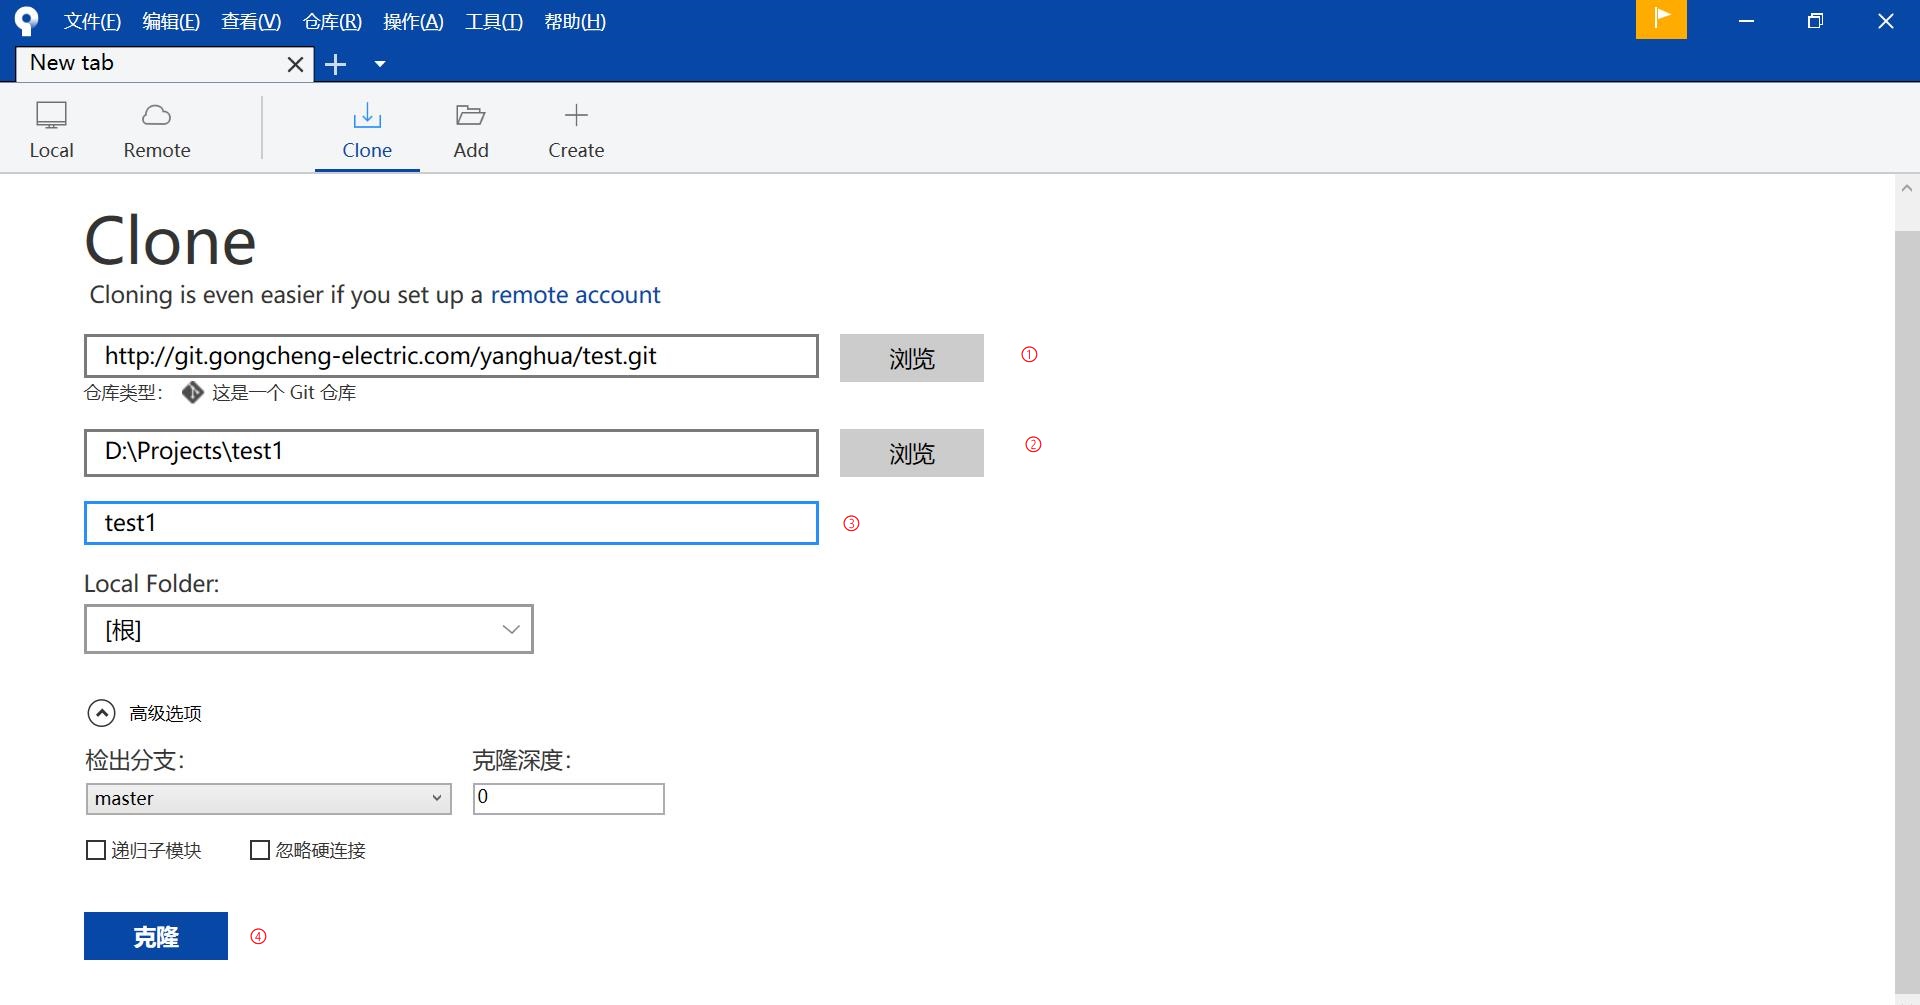 文件(F) 编辑(E) 查看(V) 仓库(R) 操作(A) 工具(T) 帮助(H)
New tab
Local Remote Clone Add Create
Clone
Cloning is even easier if you set up a remote account
http://git.gongcheng-electric.com/yanghua/test.git 浏览 ①
仓库类型： 这是一个 Git 仓库
D:\Projects\test1 浏览 ②
test1 ③
Local Folder:
[根]
高级选项
检出分支： 克隆深度：
master 0
递归子模块 忽略硬连接
克隆 ④